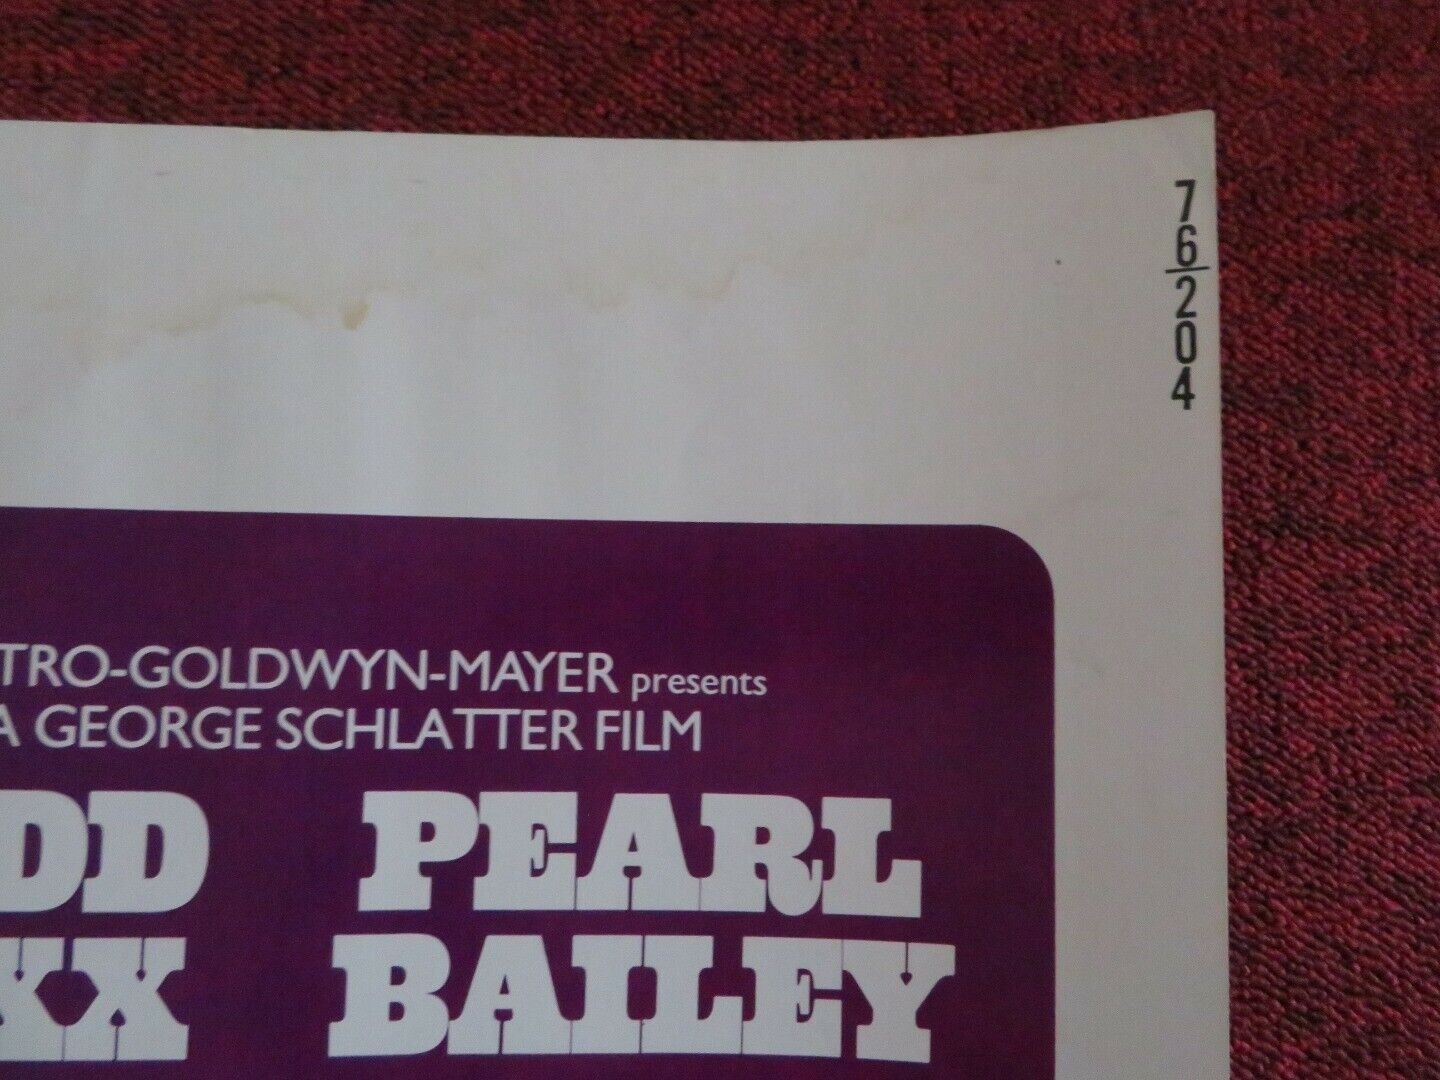 76/204
TRO-GOLDWYN-MAYER presents
A GEORGE SCHLATTER FILM
DD PEARL
XX BAILEY